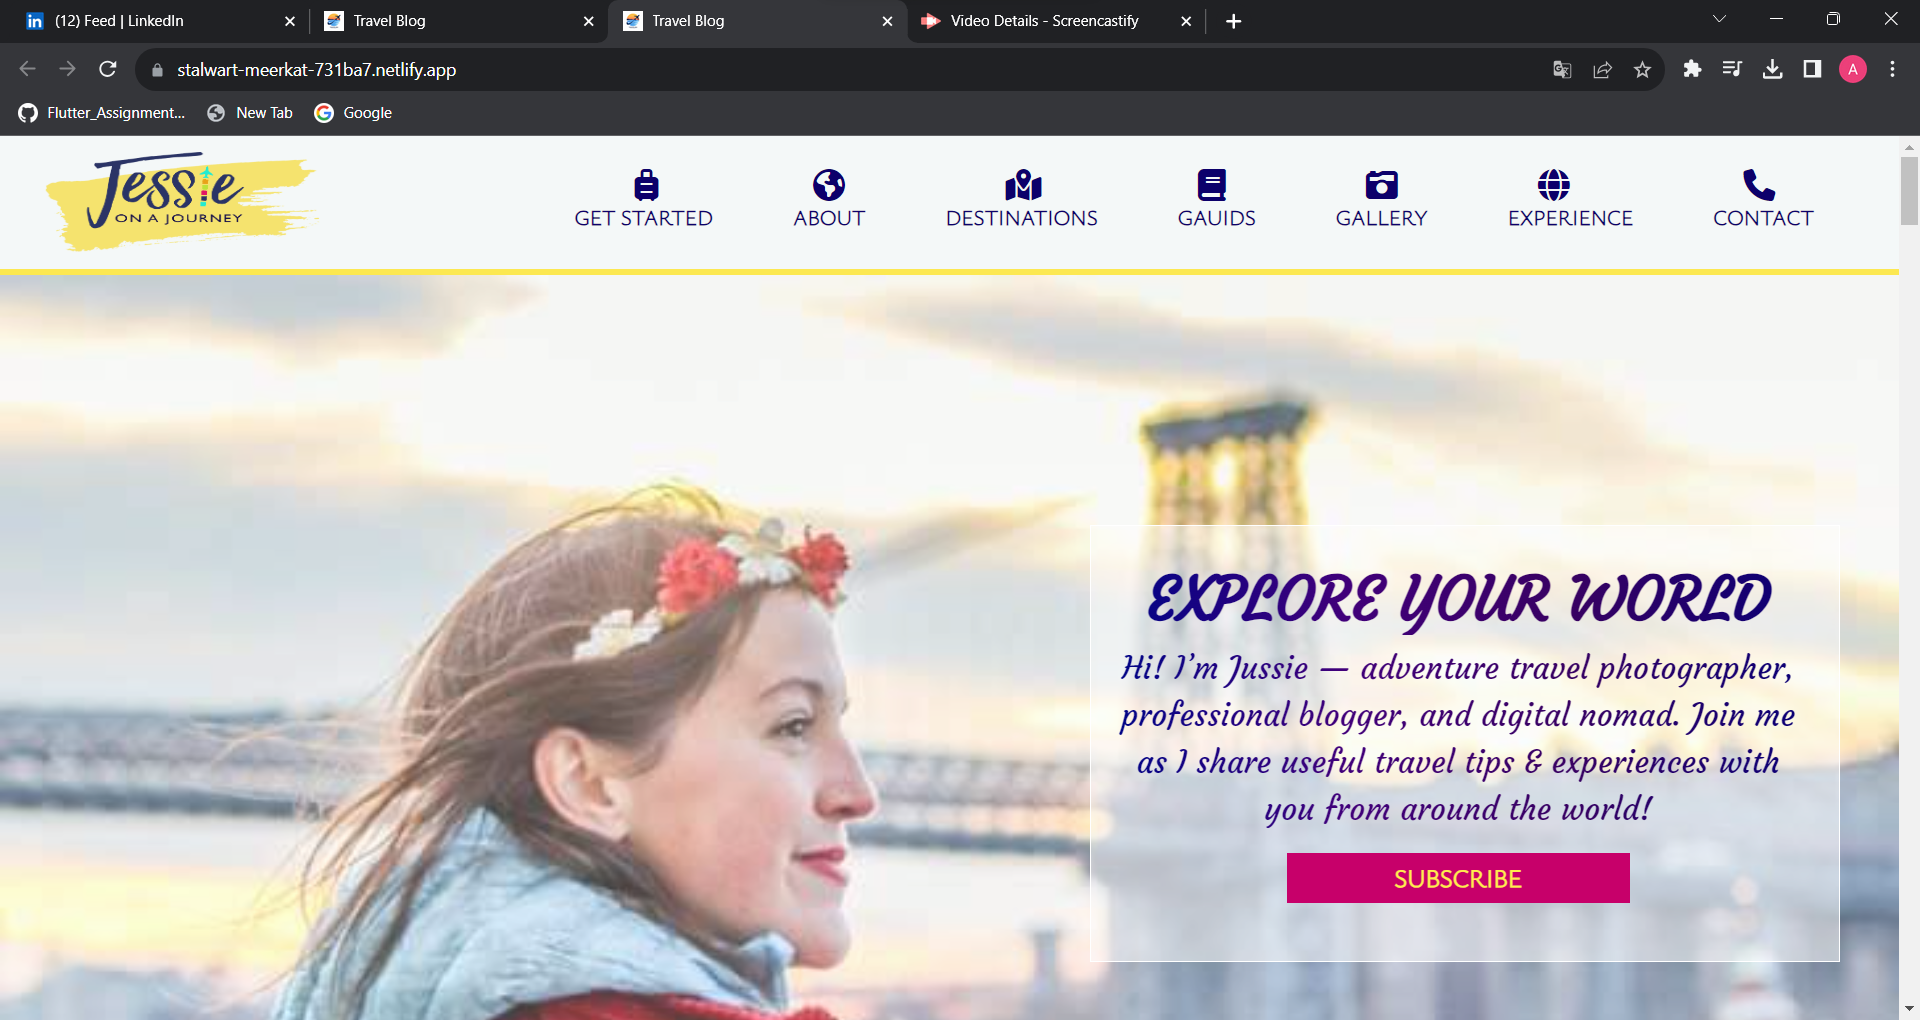 (12) Feed | LinkedIn
Travel Blog
Travel Blog
Video Details - Screencastify
stalwart-meerkat-731ba7.netlify.app
A
Flutter_Assignment...
New Tab
Google
Jessie
ON A JOURNEY
GET STARTED
ABOUT
DESTINATIONS
GAUIDS
GALLERY
EXPERIENCE
CONTACT
EXPLORE YOUR WORLD
Hi! I'm Jussie — adventure travel photographer,
professional blogger, and digital nomad. Join me
as I share useful travel tips & experiences with
you from around the world!
SUBSCRIBE